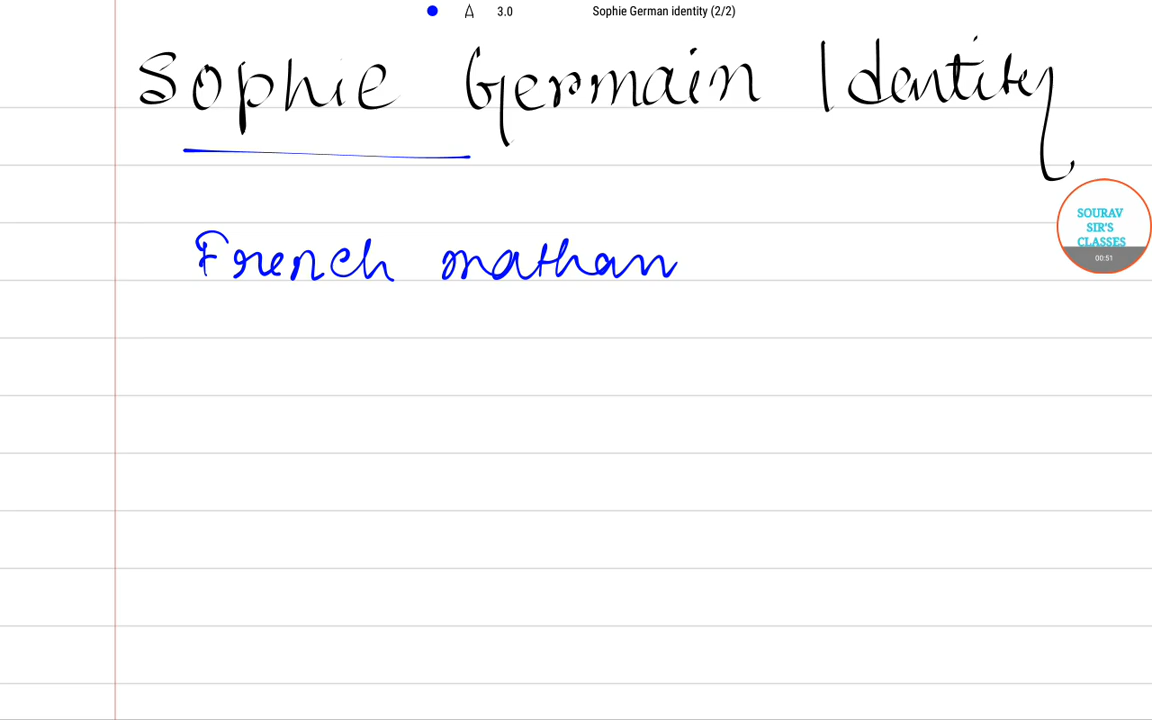 3.0 Sophie German identity (2/2)
Sophie Germain Identity
SOURAV
SIR'S
CLASSES
00:51
French mathan